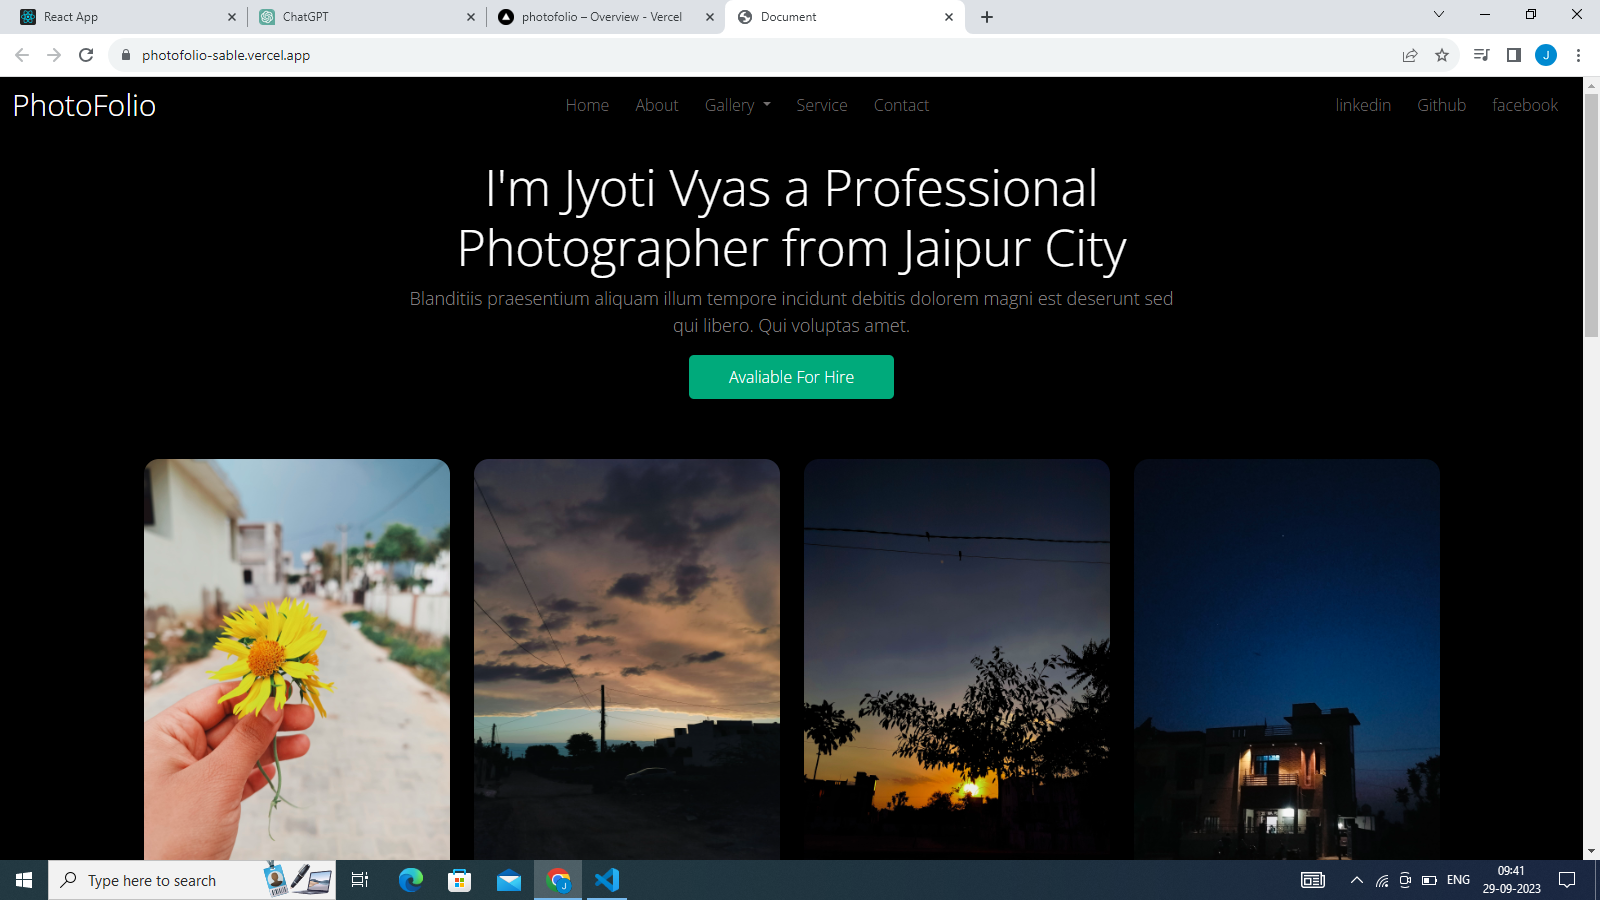 React App
ChatGPT
photofolio – Overview - Vercel
Document
photofolio-sable.vercel.app
J
PhotoFolio
Home
About
Gallery
Service
Contact
linkedin
Github
facebook
I'm Jyoti Vyas a Professional
Photographer from Jaipur City
Blanditiis praesentium aliquam illum tempore incidunt debitis dolorem magni est deserunt sed
qui libero. Qui voluptas amet.
Avaliable For Hire
Type here to search
J
ENG
09:41
29-09-2023